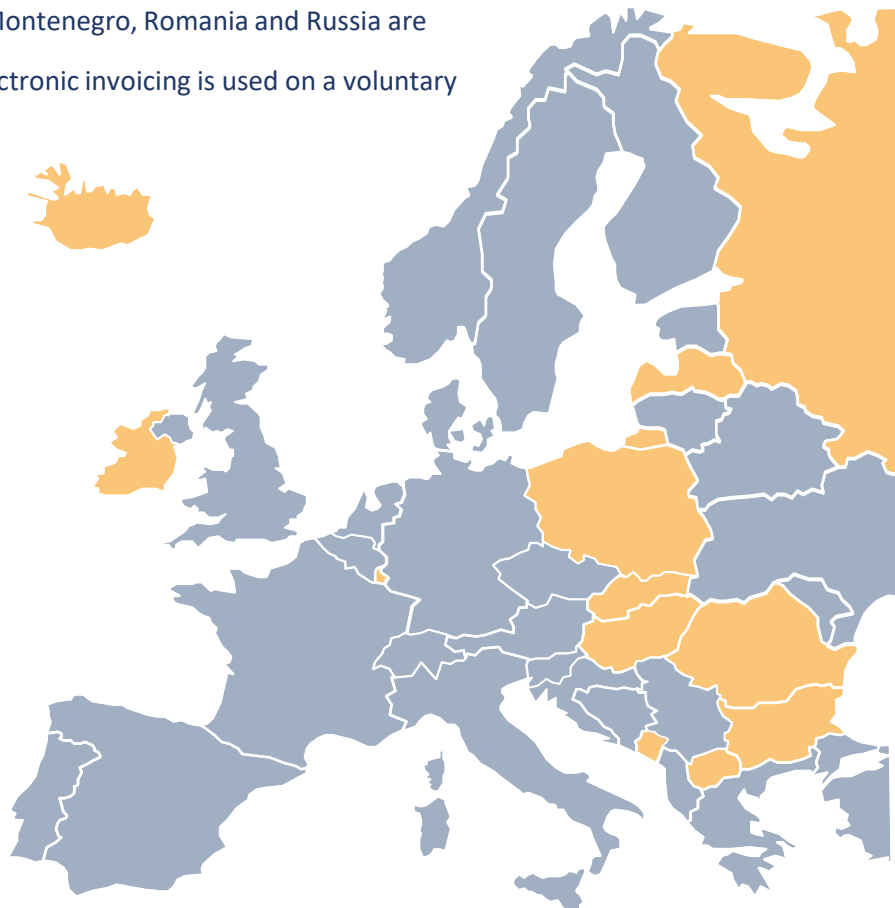 Montenegro, Romania and Russia are
ctronic invoicing is used on a voluntary